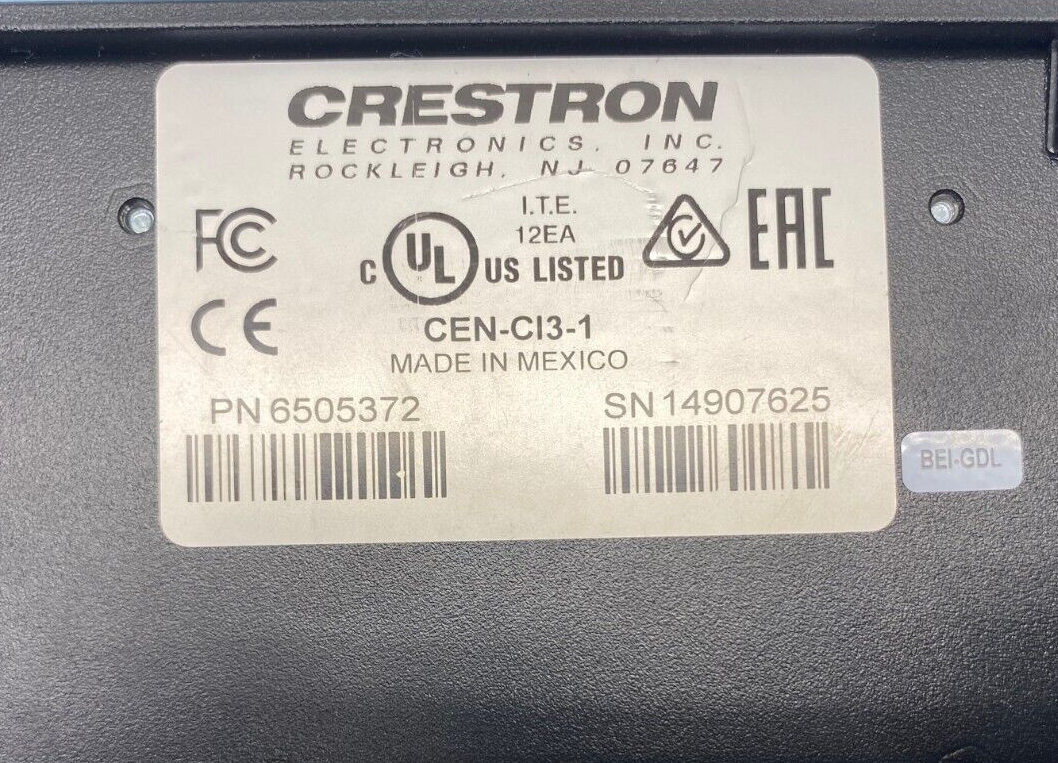 CRESTRON
ELECTRONICS, INC.
ROCKLEIGH, NJ 07647
FC
I.T.E.
12EA
C UL US LISTED
EAC
CE
CEN-CI3-1
MADE IN MEXICO
PN 6505372
SN 14907625
BEI-GDL